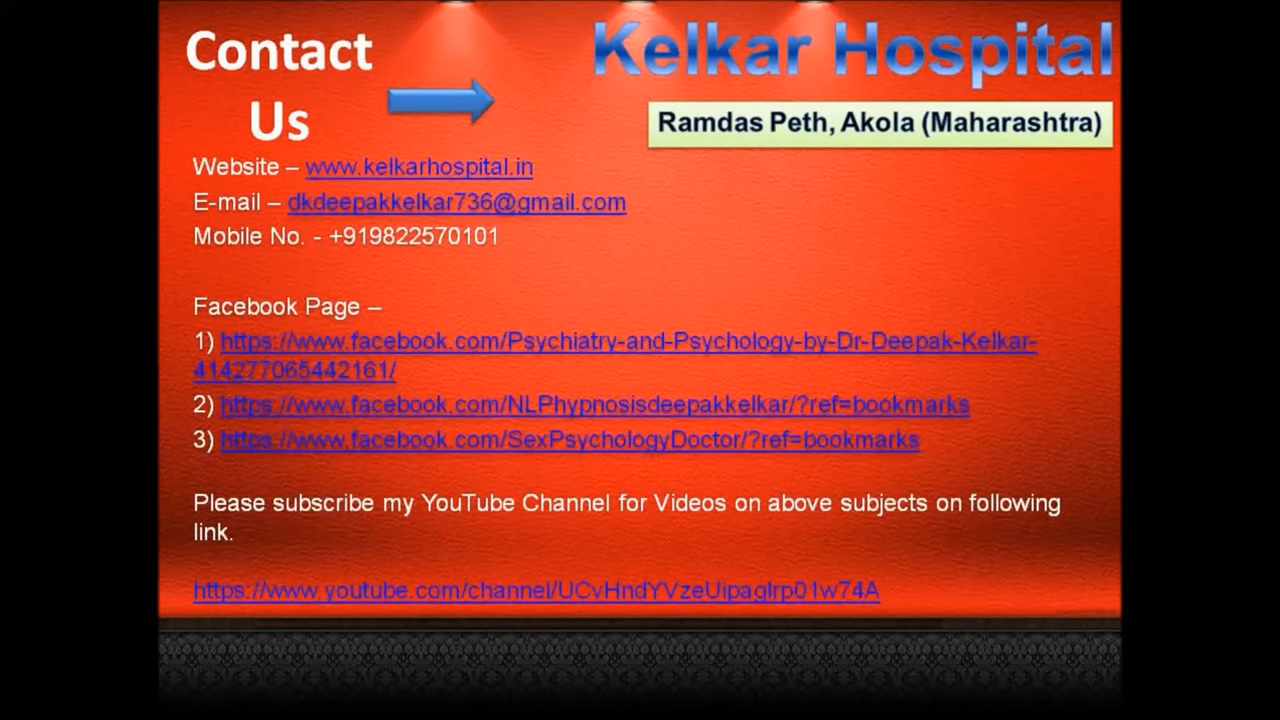 Contact
Us
Kelkar Hospital
Ramdas Peth, Akola (Maharashtra)
Website – www.kelkarhospital.in
E-mail – dkdeepakkelkar736@gmail.com
Mobile No. - +919822570101
Facebook Page –
1) https://www.facebook.com/Psychiatry-and-Psychology-by-Dr-Deepak-Kelkar-
414277065442161/
2) https://www.facebook.com/NLPhypnosisdeepakkelkar/?ref=bookmarks
3) https://www.facebook.com/SexPsychologyDoctor/?ref=bookmarks
Please subscribe my YouTube Channel for Videos on above subjects on following
link.
https://www.youtube.com/channel/UCvHndYVzeUipaglrp01w74A